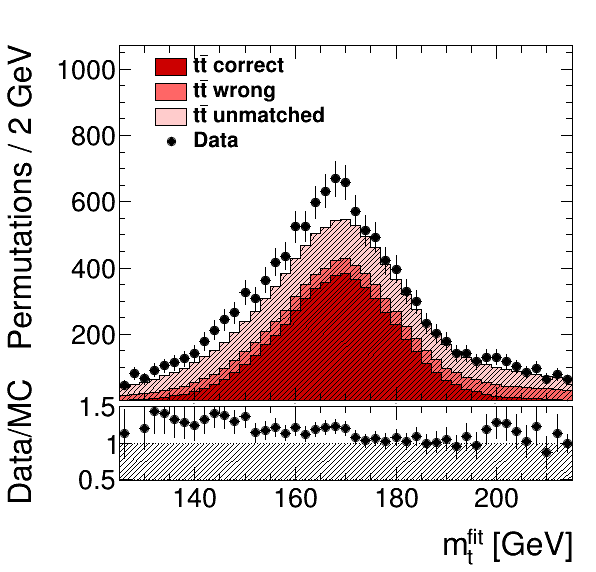 Permutations / 2 GeV
1000
800
600
400
200
tt̄ correct
tt̄ wrong
tt̄ unmatched
Data
Data/MC
1.5
1
0.5
140 160 180 200
m_t^fit [GeV]